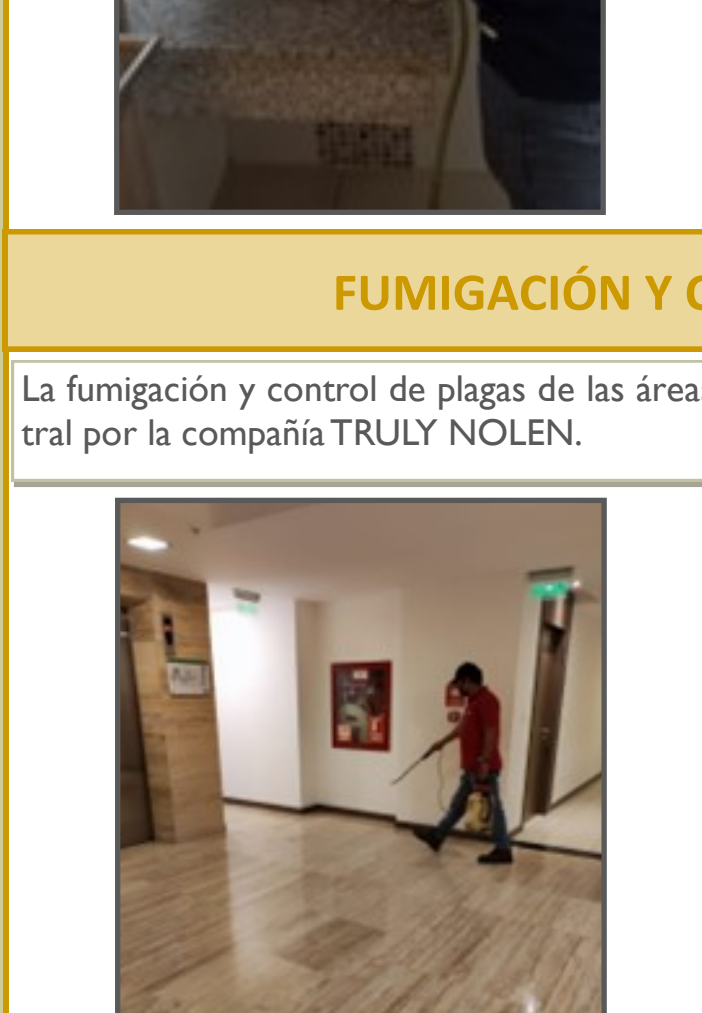 FUMIGACIÓN Y
La fumigación y control de plagas de las área
tral por la compañía TRULY NOLEN.